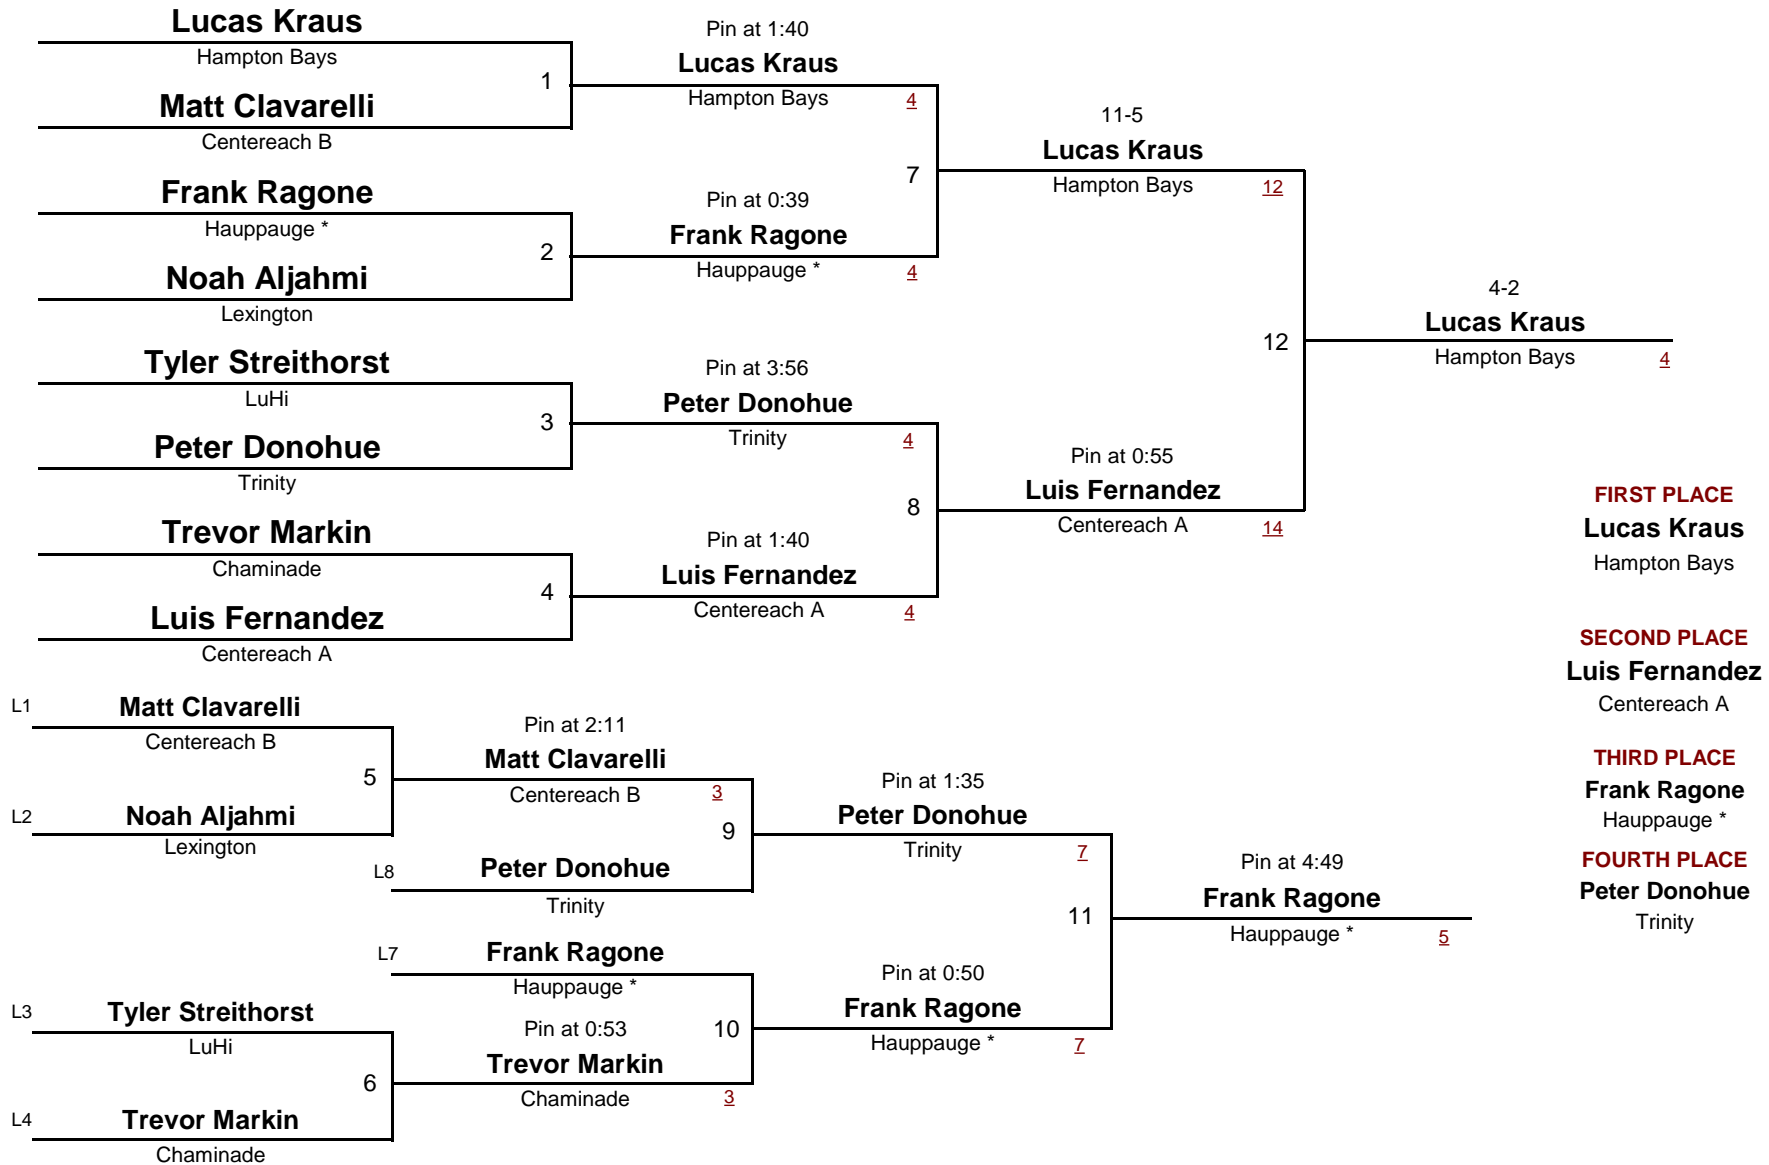 Lucas Kraus
Hampton Bays
1
Matt Clavarelli
Centereach B
Frank Ragone
Hauppauge *
2
Noah Aljahmi
Lexington
Tyler Streithorst
LuHi
3
Peter Donohue
Trinity
Trevor Markin
Chaminade
4
Luis Fernandez
Centereach A
Pin at 1:40
Lucas Kraus
Hampton Bays 4
7
Pin at 0:39
Frank Ragone
Hauppauge * 4
Pin at 3:56
Peter Donohue
Trinity 4
8
Pin at 1:40
Luis Fernandez
Centereach A 4
11-5
Lucas Kraus
Hampton Bays 12
12
Pin at 0:55
Luis Fernandez
Centereach A 14
4-2
Lucas Kraus
Hampton Bays 4
FIRST PLACE
Lucas Kraus
Hampton Bays
SECOND PLACE
Luis Fernandez
Centereach A
THIRD PLACE
Frank Ragone
Hauppauge *
FOURTH PLACE
Peter Donohue
Trinity
L1 Matt Clavarelli
Centereach B
5
L2 Noah Aljahmi
Lexington
L3 Tyler Streithorst
LuHi
6
L4 Trevor Markin
Chaminade
Pin at 2:11
Matt Clavarelli
Centereach B 3
9
L8 Peter Donohue
Trinity
L7 Frank Ragone
Hauppauge *
10
Pin at 0:53
Trevor Markin
Chaminade 3
Pin at 1:35
Peter Donohue
Trinity 7
11
Pin at 0:50
Frank Ragone
Hauppauge * 7
Pin at 4:49
Frank Ragone
Hauppauge * 5